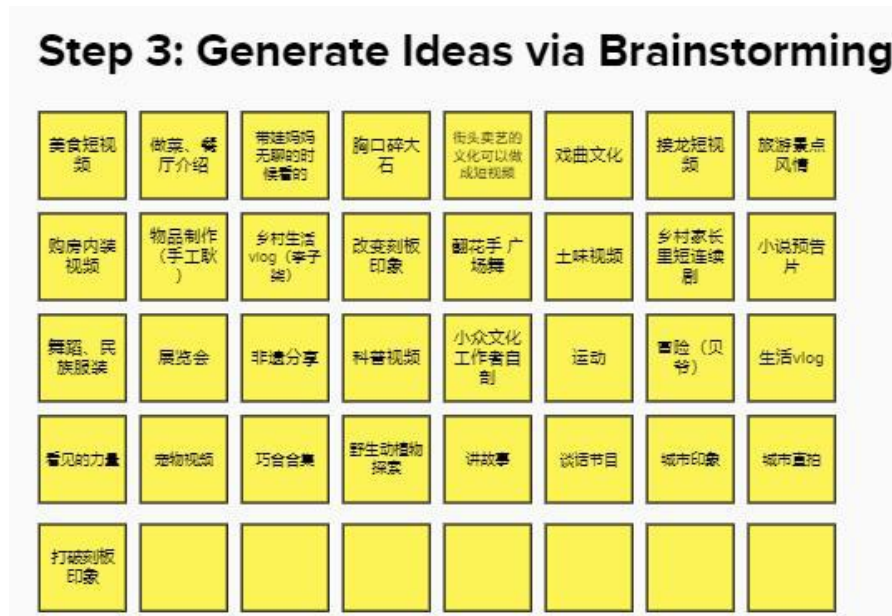 Step 3: Generate Ideas via Brainstorming
美食短视
频
做菜、餐
厅介绍
带娃妈妈
无聊的时
候看的
胸口碎大
石
街头卖艺的
文化可以做
成短视频
戏曲文化
接龙短视
频
旅游景点
风情
购房内装
视频
物品制作
（手工耿
）
乡村生活
vlog（李子
柒）
改变刻板
印象
翻花手 广
场舞
土味视频
乡村家长
里短连续
剧
小说预告
片
舞蹈、民
族服装
展览会
非遗分享
科普视频
小众文化
工作者自
剖
运动
冒险（贝
爷）
生活vlog
看见的力量
宠物视频
巧合合集
野生动植物
探索
讲故事
谈话节目
城市印象
城市直拍
打破刻板
印象